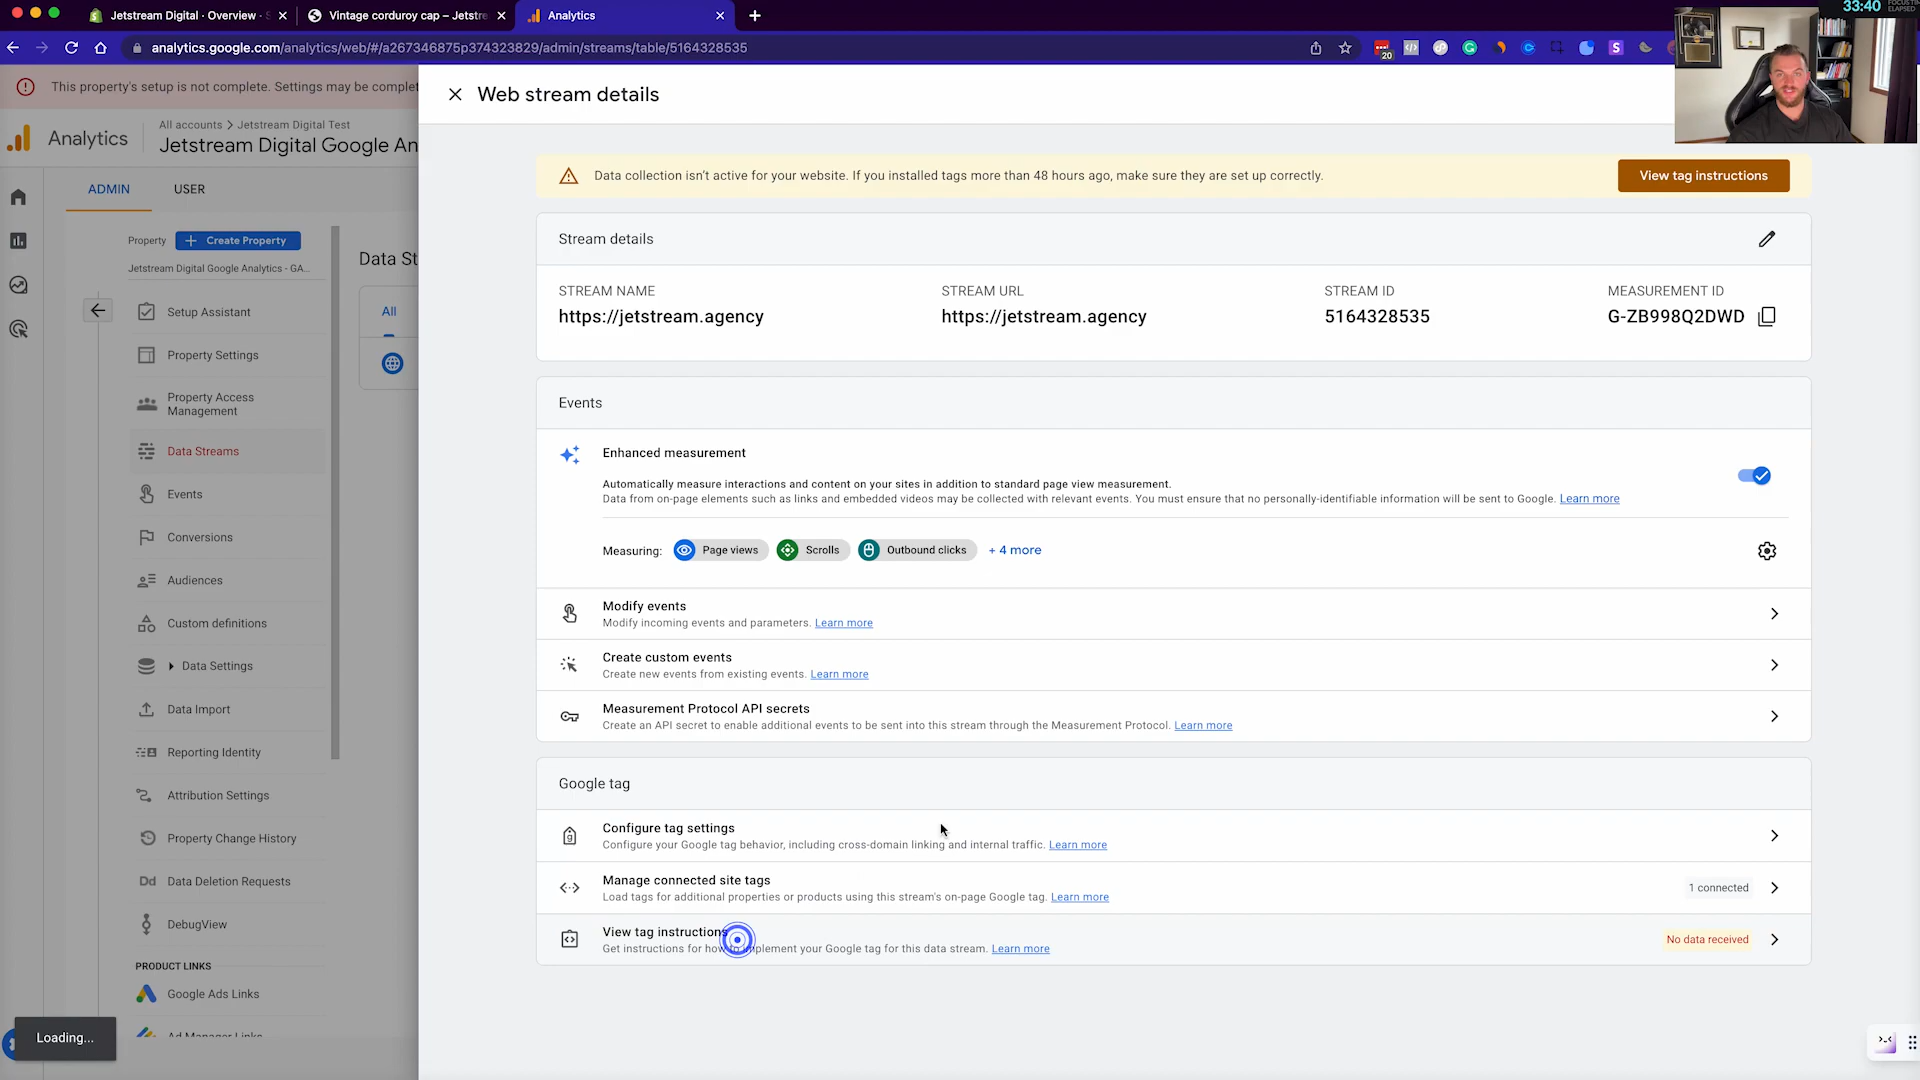 Jetstream Digital · Overview · S
Vintage corduroy cap – Jetstre
Analytics
33:40
ELAPSED
analytics.google.com/analytics/web/#/a267346875p374323829/admin/streams/table/5164328535
20
This property's setup is not complete. Settings may be complet
Web stream details
Analytics
All accounts > Jetstream Digital Test
Jetstream Digital Google An
Data collection isn't active for your website. If you installed tags more than 48 hours ago, make sure they are set up correctly.
View tag instructions
ADMIN
USER
Property
Create Property
Jetstream Digital Google Analytics - GA...
Data St
All
Setup Assistant
Property Settings
Property Access
Management
Data Streams
Events
Conversions
Audiences
Custom definitions
Data Settings
Data Import
Reporting Identity
Attribution Settings
Property Change History
Dd
Data Deletion Requests
DebugView
PRODUCT LINKS
Google Ads Links
Ad Manager Links
Loading...
Stream details
STREAM NAME
https://jetstream.agency
STREAM URL
https://jetstream.agency
STREAM ID
5164328535
MEASUREMENT ID
G-ZB998Q2DWD
Events
Enhanced measurement
Automatically measure interactions and content on your sites in addition to standard page view measurement.
Data from on-page elements such as links and embedded videos may be collected with relevant events. You must ensure that no personally-identifiable information will be sent to Google. Learn more
Measuring:
Page views
Scrolls
Outbound clicks
+ 4 more
Modify events
Modify incoming events and parameters. Learn more
Create custom events
Create new events from existing events. Learn more
Measurement Protocol API secrets
Create an API secret to enable additional events to be sent into this stream through the Measurement Protocol. Learn more
Google tag
Configure tag settings
Configure your Google tag behavior, including cross-domain linking and internal traffic. Learn more
Manage connected site tags
Load tags for additional properties or products using this stream's on-page Google tag. Learn more
1 connected
View tag instructions
Get instructions for how to implement your Google tag for this data stream. Learn more
No data received